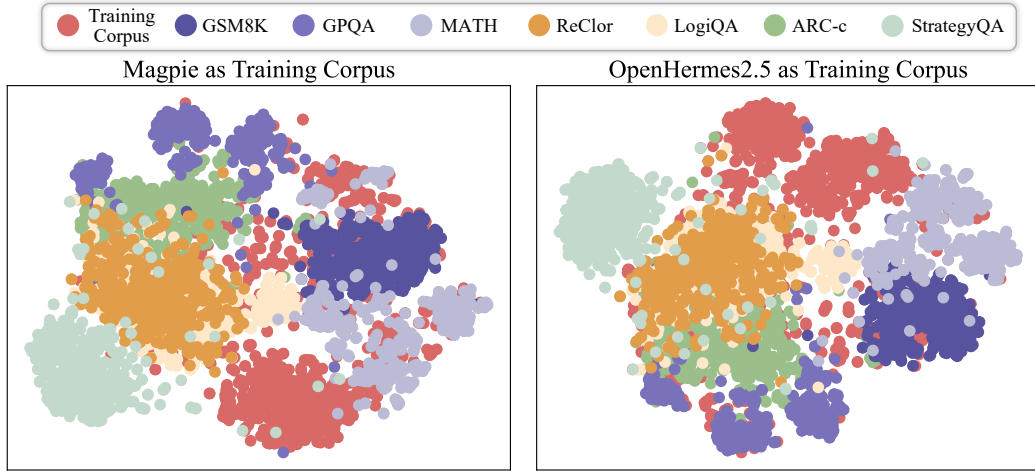 Training Corpus GSM8K GPQA MATH ReClor LogiQA ARC-c StrategyQA
Magpie as Training Corpus
OpenHermes2.5 as Training Corpus